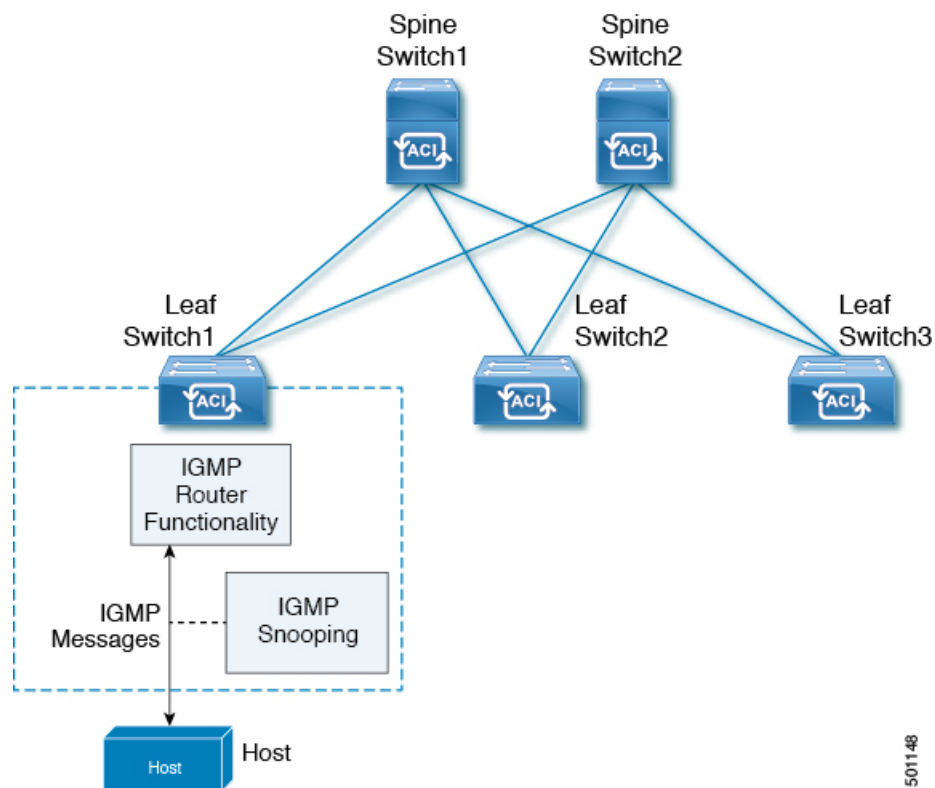 Spine
Switch1
Spine
Switch2
ACI
ACI
Leaf
Switch1
Leaf
Switch2
Leaf
Switch3
ACI
ACI
ACI
IGMP
Router
Functionality
IGMP
Messages
IGMP
Snooping
Host
Host
501148